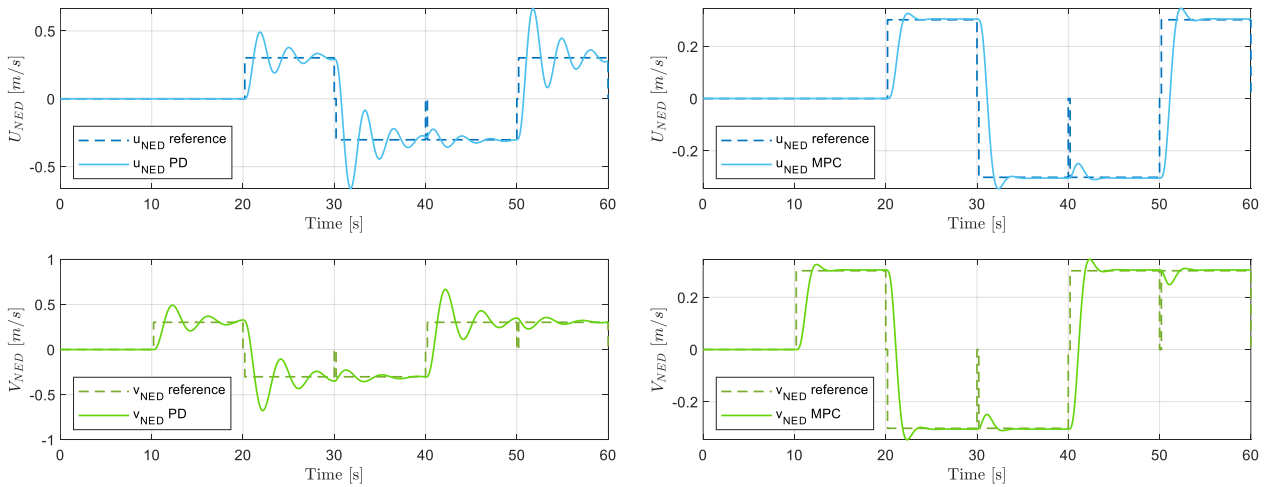 U_NED [m/s]
0.5
0
-0.5
u_NED reference
u_NED PD
0 10 20 30 40 50 60
Time [s]
U_NED [m/s]
0.2
0
-0.2
u_NED reference
u_NED MPC
0 10 20 30 40 50 60
Time [s]
V_NED [m/s]
1
0.5
0
-0.5
-1
v_NED reference
v_NED PD
0 10 20 30 40 50 60
Time [s]
V_NED [m/s]
0.2
0
-0.2
v_NED reference
v_NED MPC
0 10 20 30 40 50 60
Time [s]